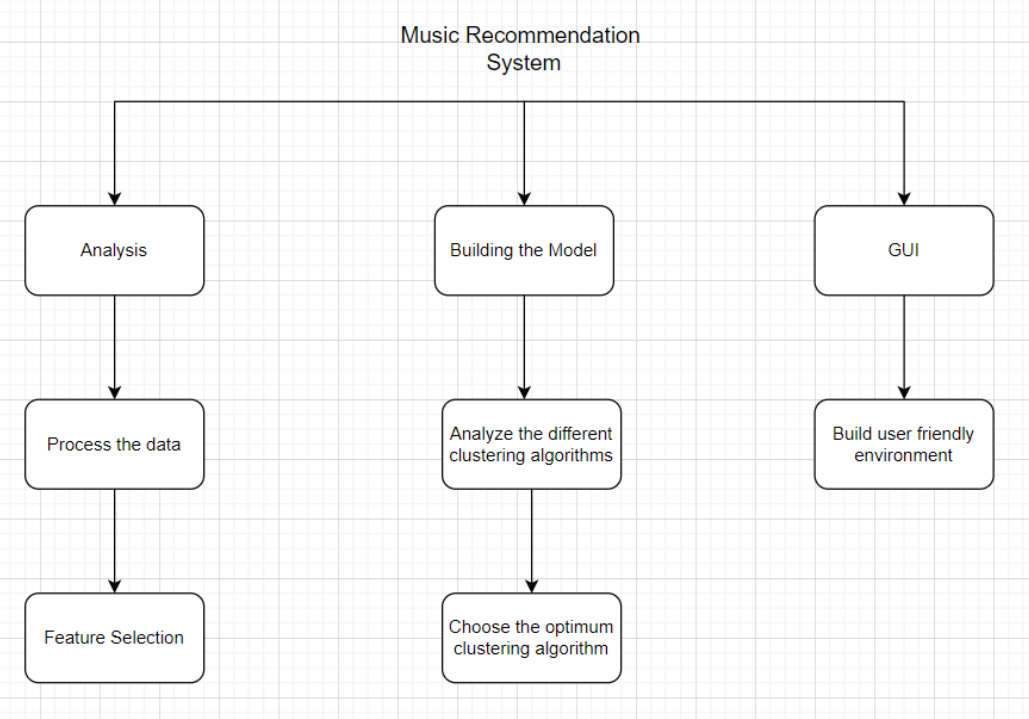 Music Recommendation
System
Analysis
Building the Model
GUI
Process the data
Analyze the different
clustering algorithms
Build user friendly
environment
Feature Selection
Choose the optimum
clustering algorithm